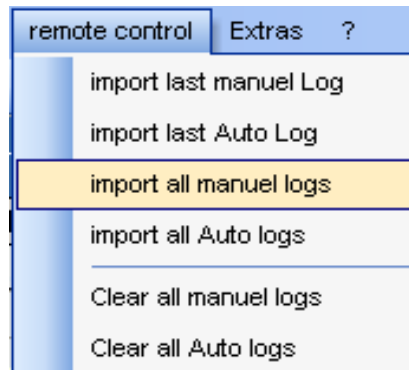 remote control Extras ?
import last manuel Log
import last Auto Log
import all manuel logs
import all Auto logs
Clear all manuel logs
Clear all Auto logs